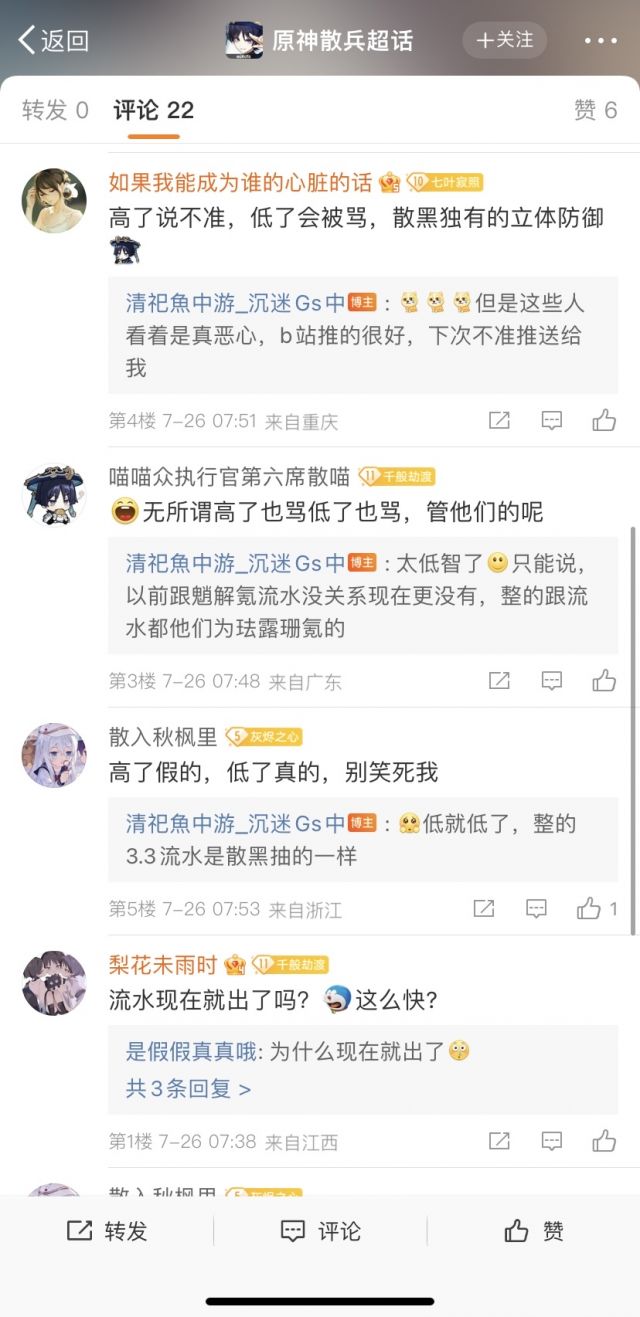 返回
原神散兵超话
+关注
转发 0
评论 22
赞 6
如果我能成为谁的心脏的话
10 七叶寂照
高了说不准，低了会被骂，散黑独有的立体防御
清祀魚中游_沉迷Gs中 博主：但是这些人
看着是真恶心，b站推的很好，下次不准推送给
我
第4楼 7-26 07:51 来自重庆
喵喵众执行官第六席散喵
11 千般劫渡
无所谓高了也骂低了也骂，管他们的呢
清祀魚中游_沉迷Gs中 博主：太低智了只能说，
以前跟魈解氪流水没关系现在更没有，整的跟流
水都他们为珐露珊氪的
第3楼 7-26 07:48 来自广东
散入秋枫里
5 灰烬之心
高了假的，低了真的，别笑死我
清祀魚中游_沉迷Gs中 博主：低就低了，整的
3.3流水是散黑抽的一样
第5楼 7-26 07:53 来自浙江
1
梨花未雨时
11 千般劫渡
流水现在就出了吗？这么快？
是假假真真哦: 为什么现在就出了
共3条回复 >
第1楼 7-26 07:38 来自江西
散入秋枫里
5 灰烬之心
转发
评论
赞